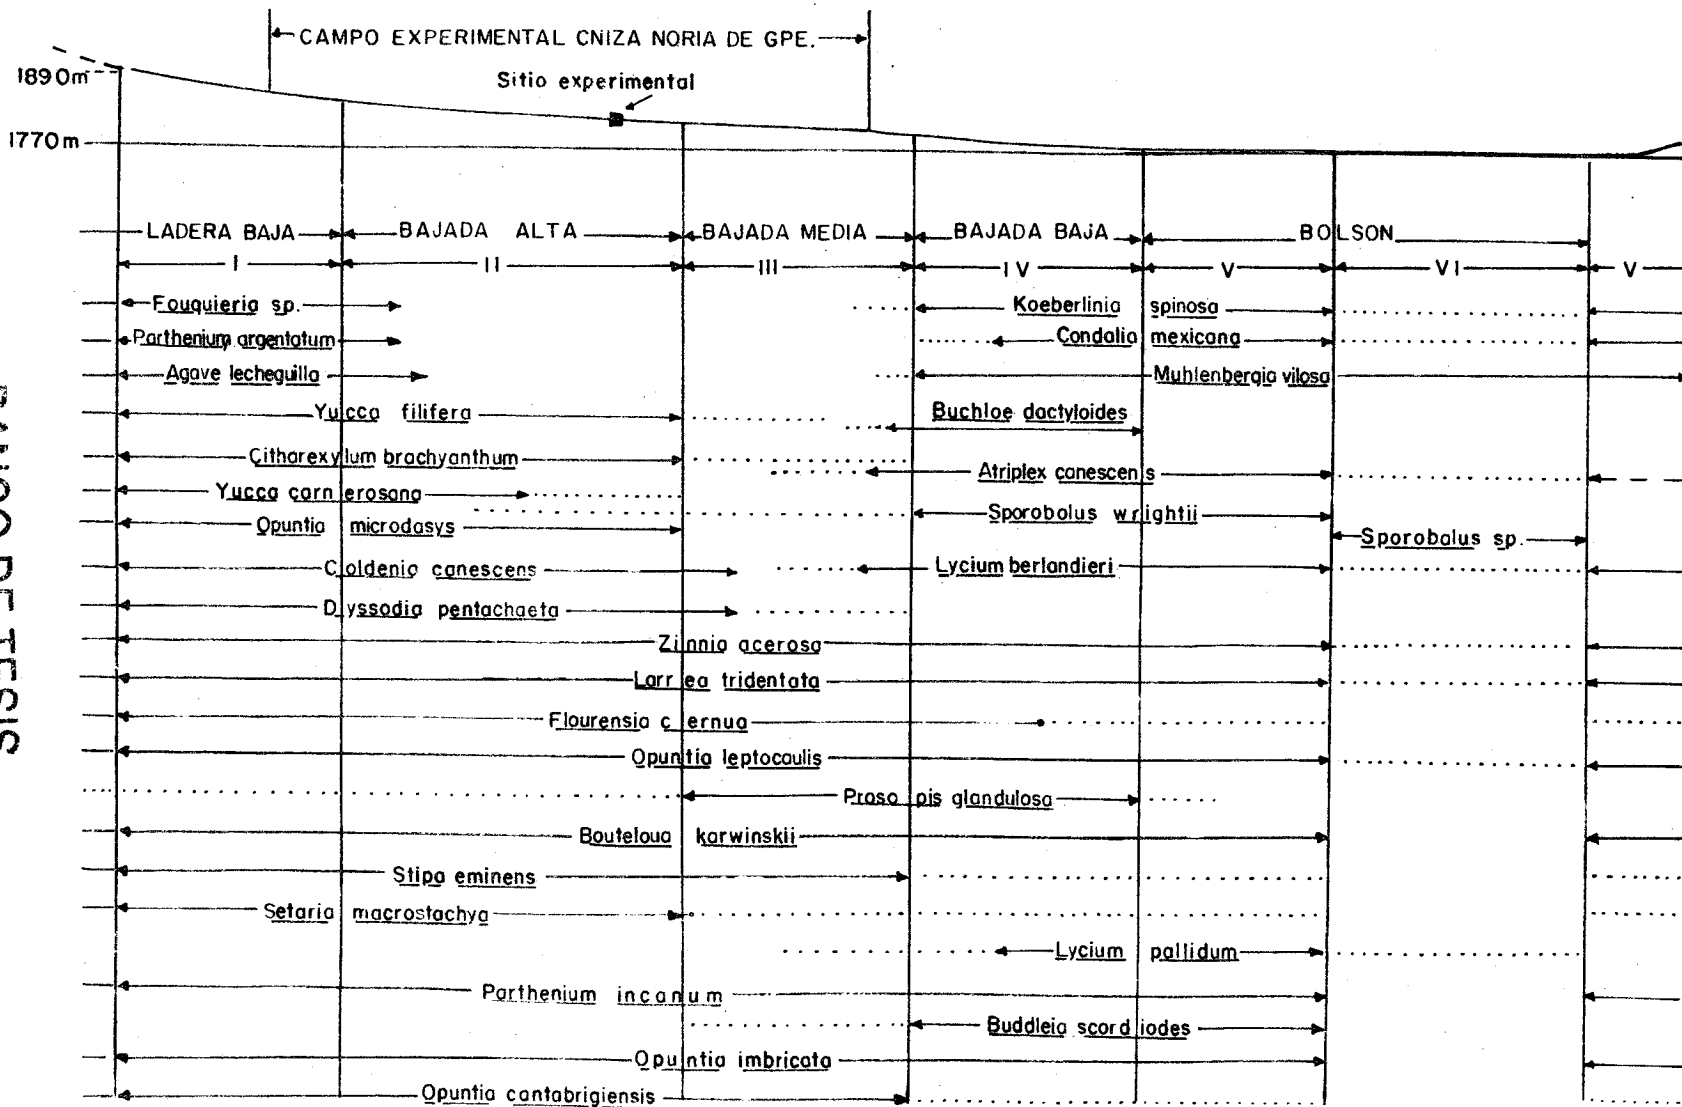 CAMPO EXPERIMENTAL CNIZA NORIA DE GPE.
1890m
Sitio experimental
1770m
LADERA BAJA BAJADA ALTA BAJADA MEDIA BAJADA BAJA BOLSON
I II III IV V VI V
Fouquieria sp. Koeberlinia spinosa
Parthenium argentatum Condalia mexicana
Agave lecheguilla Muhlenbergia vilosa
Yucca filifera Buchloe dactyloides
Citharexylum brachyanthum Atriplex canescens
Yucca carnerosana
Opuntia microdasys Sporobolus wrightii
Sporobalus sp.
Coldenia canescens Lycium berlandieri
Dyssodia pentachaeta
Zinnia acerosa
Larrea tridentata
Flourensia cernua
Opuntia leptocaulis
Prosopis glandulosa
Bouteloua karwinskii
Stipa eminens
Setaria macrostachya
Lycium pallidum
Parthenium incanum
Buddleia scordiodes
Opuntia imbricata
Opuntia cantabrigiensis
DE TESIS